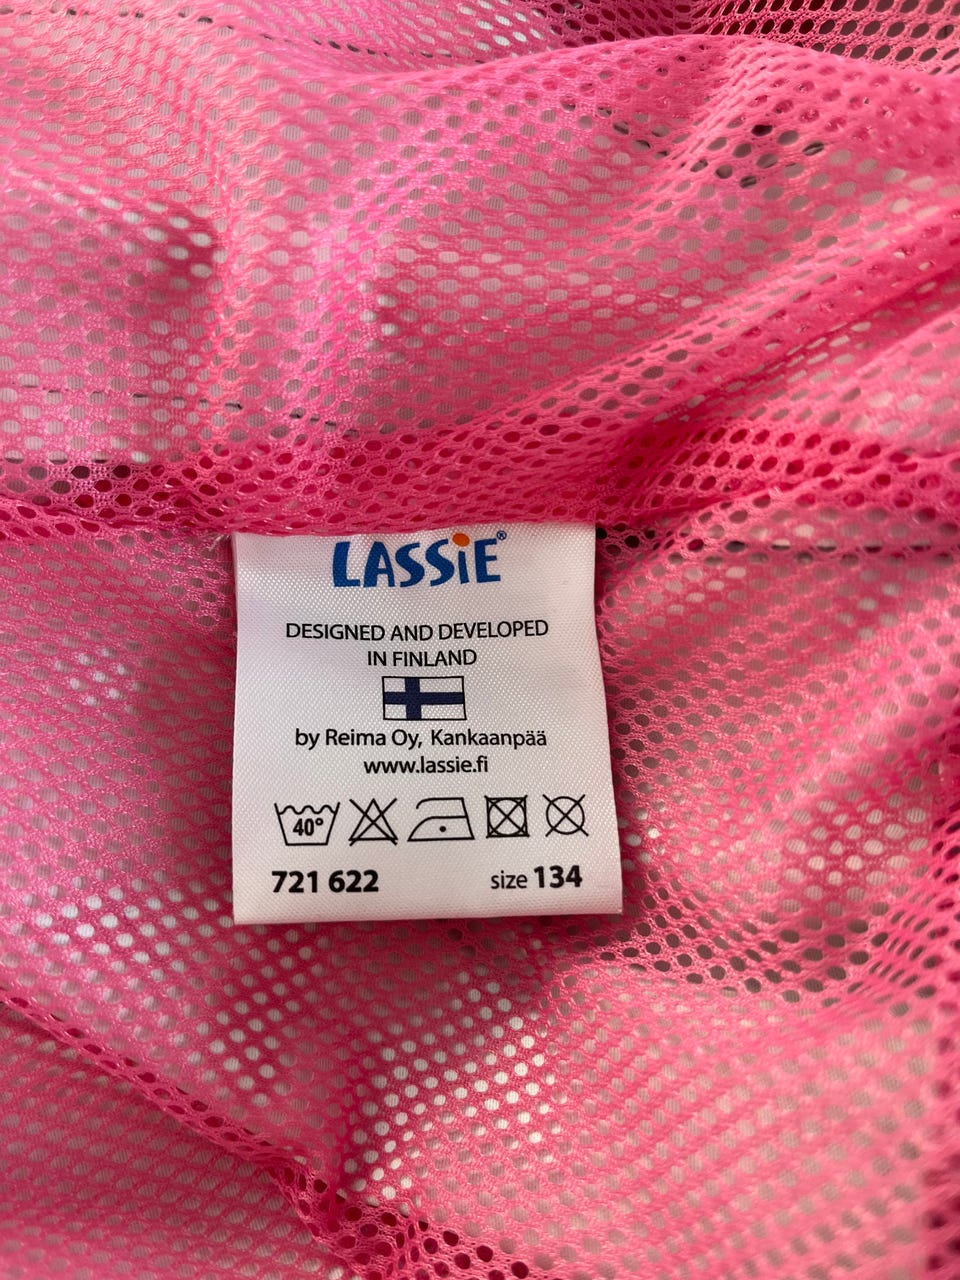 LASSiE®
DESIGNED AND DEVELOPED
IN FINLAND
by Reima Oy, Kankaanpää
www.lassie.fi
40°
721 622 size 134